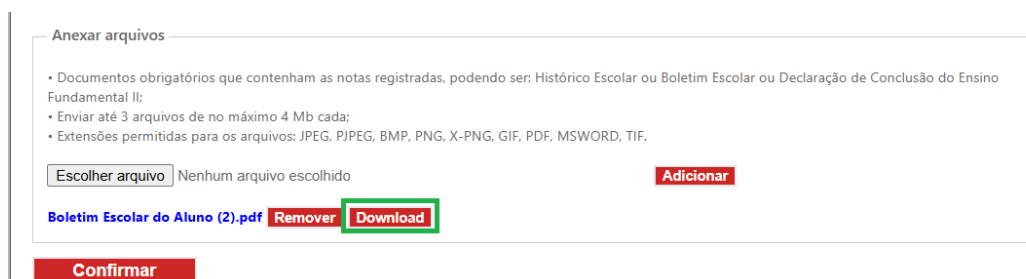 Anexar arquivos
• Documentos obrigatórios que contenham as notas registradas, podendo ser: Histórico Escolar ou Boletim Escolar ou Declaração de Conclusão do Ensino
Fundamental II;
• Enviar até 3 arquivos de no máximo 4 Mb cada;
• Extensões permitidas para os arquivos: JPEG, PJPEG, BMP, PNG, X-PNG, GIF, PDF, MSWORD, TIF.
Escolher arquivo Nenhum arquivo escolhido Adicionar
Boletim Escolar do Aluno (2).pdf Remover Download
Confirmar